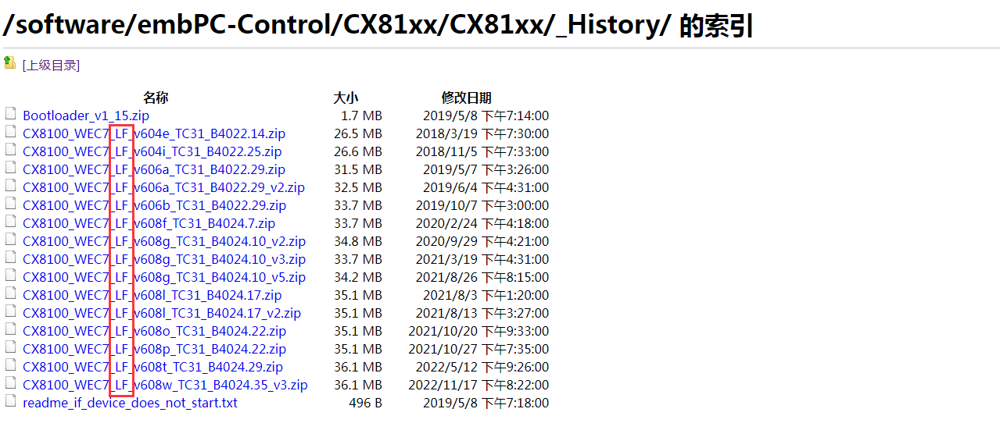 /software/embPC-Control/CX81xx/CX81xx/_History/ 的索引
[上级目录]
名称 大小 修改日期
Bootloader_v1_15.zip 1.7 MB 2019/5/8 下午7:14:00
CX8100_WEC7_LF_v604e_TC31_B4022.14.zip 26.5 MB 2018/3/19 下午7:30:00
CX8100_WEC7_LF_v604i_TC31_B4022.25.zip 26.6 MB 2018/11/5 下午7:33:00
CX8100_WEC7_LF_v606a_TC31_B4022.29.zip 31.5 MB 2019/5/7 下午3:26:00
CX8100_WEC7_LF_v606a_TC31_B4022.29_v2.zip 32.5 MB 2019/6/4 下午4:31:00
CX8100_WEC7_LF_v606b_TC31_B4022.29.zip 33.7 MB 2019/10/7 下午3:00:00
CX8100_WEC7_LF_v608f_TC31_B4024.7.zip 33.7 MB 2020/2/24 下午4:18:00
CX8100_WEC7_LF_v608g_TC31_B4024.10_v2.zip 34.8 MB 2020/9/29 下午4:21:00
CX8100_WEC7_LF_v608g_TC31_B4024.10_v3.zip 33.7 MB 2021/3/19 下午4:31:00
CX8100_WEC7_LF_v608g_TC31_B4024.10_v5.zip 34.2 MB 2021/8/26 下午8:15:00
CX8100_WEC7_LF_v608l_TC31_B4024.17.zip 35.1 MB 2021/8/3 下午1:20:00
CX8100_WEC7_LF_v608l_TC31_B4024.17_v2.zip 35.1 MB 2021/8/13 下午3:27:00
CX8100_WEC7_LF_v608o_TC31_B4024.22.zip 35.1 MB 2021/10/20 下午9:33:00
CX8100_WEC7_LF_v608p_TC31_B4024.22.zip 35.1 MB 2021/10/27 下午7:35:00
CX8100_WEC7_LF_v608t_TC31_B4024.29.zip 36.1 MB 2022/5/12 下午9:26:00
CX8100_WEC7_LF_v608w_TC31_B4024.35_v3.zip 36.1 MB 2022/11/17 下午8:22:00
readme_if_device_does_not_start.txt 496 B 2019/5/8 下午7:18:00